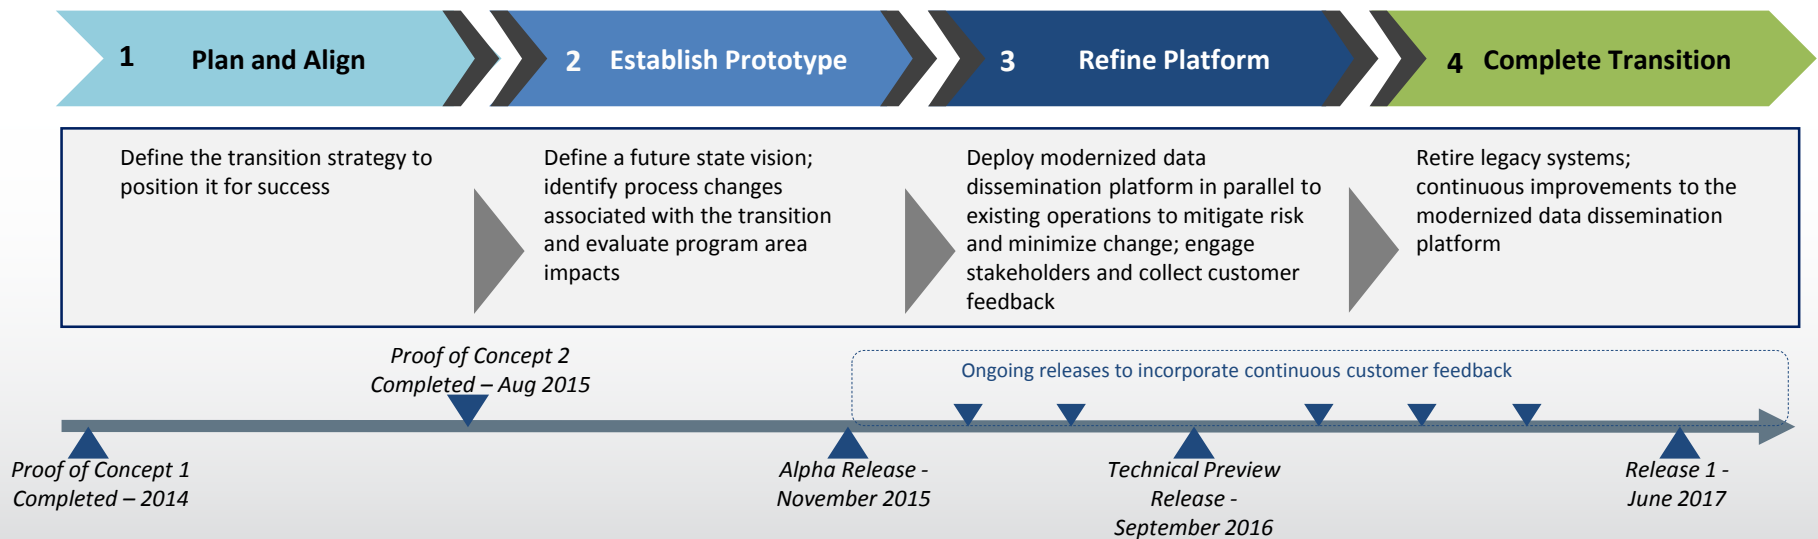 1 Plan and Align
2 Establish Prototype
3 Refine Platform
4 Complete Transition
Define the transition strategy to
position it for success
Define a future state vision;
identify process changes
associated with the transition
and evaluate program area
impacts
Deploy modernized data
dissemination platform in parallel to
existing operations to mitigate risk
and minimize change; engage
stakeholders and collect customer
feedback
Retire legacy systems;
continuous improvements to the
modernized data dissemination
platform
Proof of Concept 2
Completed – Aug 2015
Ongoing releases to incorporate continuous customer feedback
Proof of Concept 1
Completed – 2014
Alpha Release -
November 2015
Technical Preview
Release -
September 2016
Release 1 -
June 2017